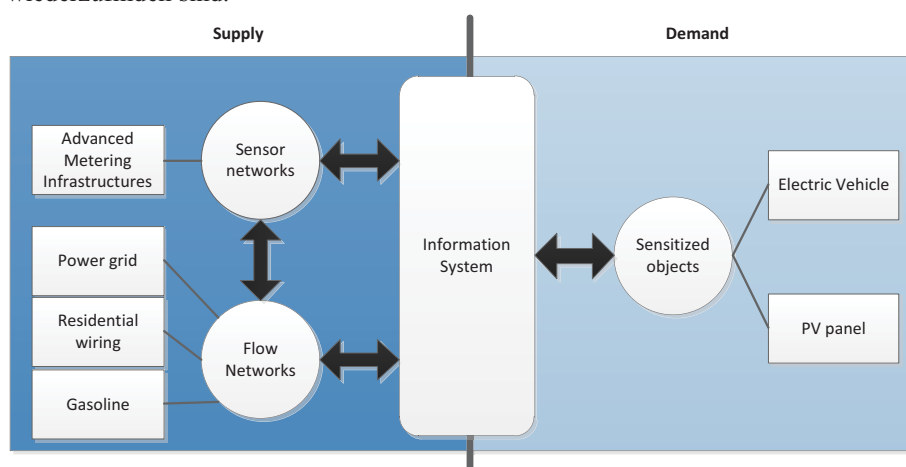 Supply
Demand
Advanced
Metering
Infrastructures
Sensor
networks
Power grid
Residential
wiring
Gasoline
Flow
Networks
Information
System
Sensitized
objects
Electric Vehicle
PV panel